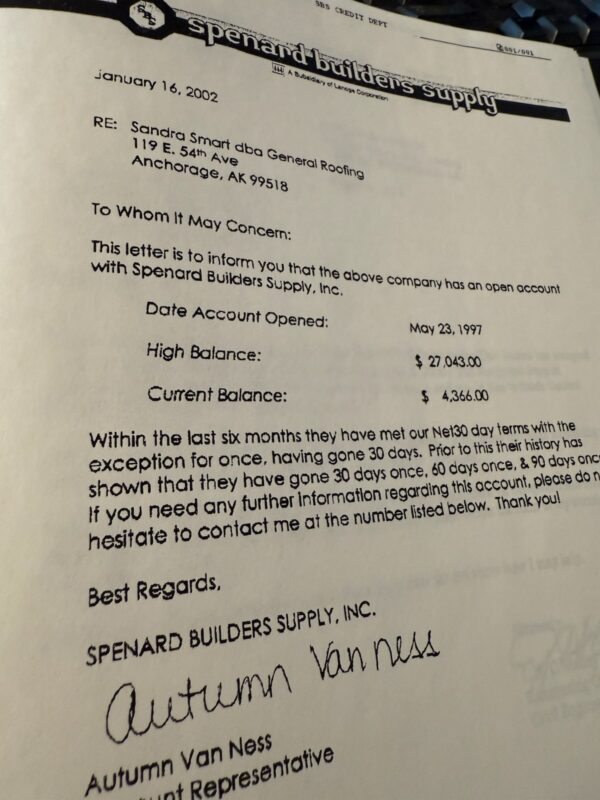 SBS CREDIT DEPT
001/001
SBS
spenard builders supply
A Subsidiary of Lanoga Corporation
January 16, 2002
RE: Sandra Smart dba General Roofing
119 E. 54th Ave
Anchorage, AK 99518
To Whom It May Concern:
This letter is to inform you that the above company has an open account
with Spenard Builders Supply, Inc.
Date Account Opened: May 23, 1997
High Balance: $ 27,043.00
Current Balance: $ 4,366.00
Within the last six months they have met our Net30 day terms with the
exception for once, having gone 30 days. Prior to this their history has
shown that they have gone 30 days once, 60 days once, & 90 days once
If you need any further information regarding this account, please do n
hesitate to contact me at the number listed below. Thank you!
Best Regards,
SPENARD BUILDERS SUPPLY, INC.
Autumn Van ness
Autumn Van Ness
unt Representative